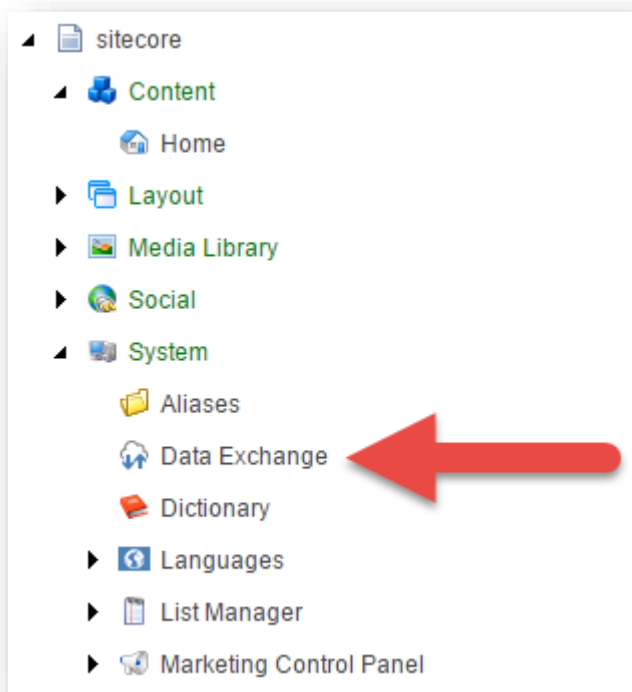 sitecore
Content
Home
Layout
Media Library
Social
System
Aliases
Data Exchange
Dictionary
Languages
List Manager
Marketing Control Panel